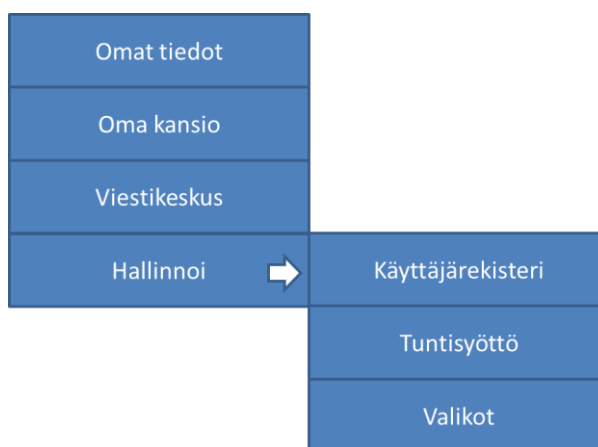 Omat tiedot
Oma kansio
Viestikeskus
Hallinnoi
Käyttäjärekisteri
Tuntisyöttö
Valikot